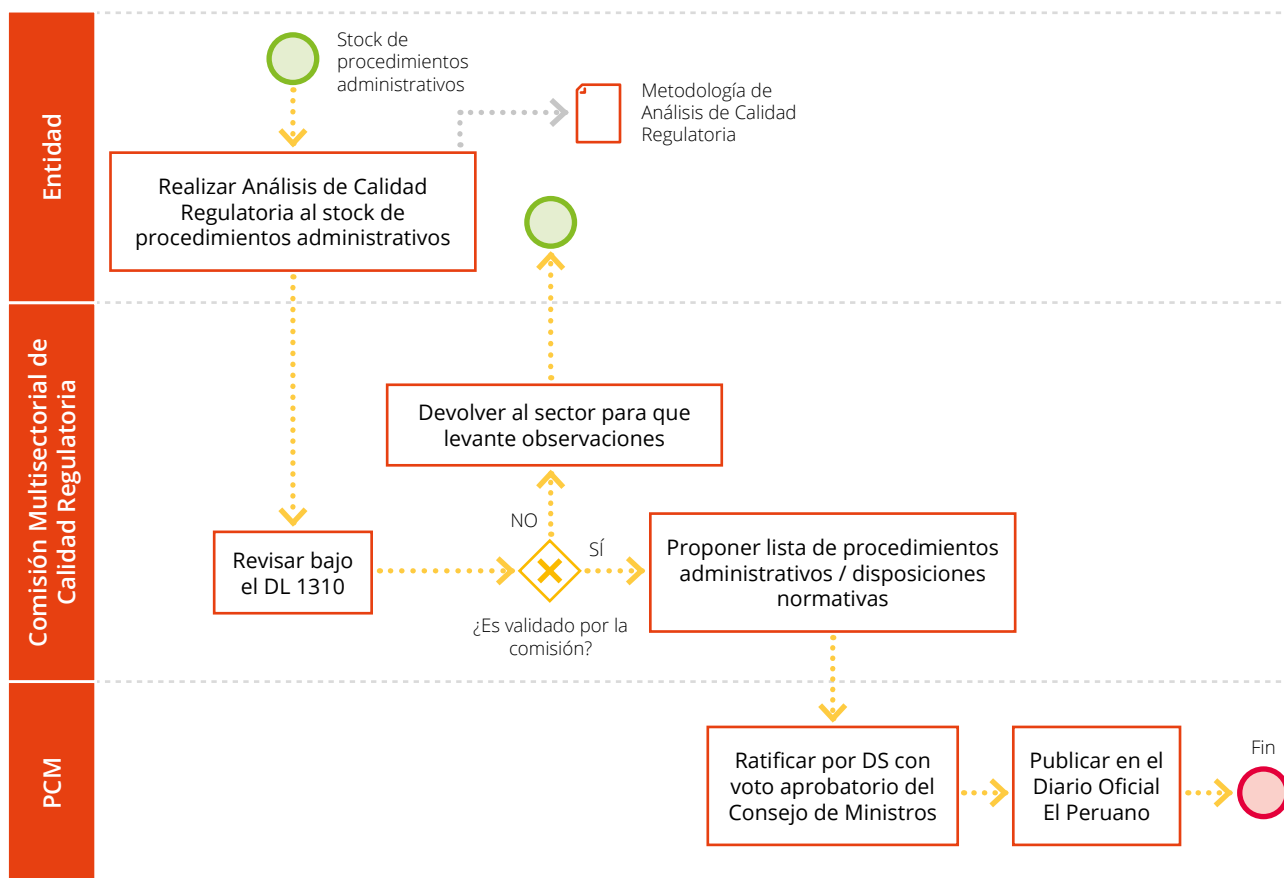 Entidad
Stock de
procedimientos
administrativos
Metodología de
Análisis de Calidad
Regulatoria
Realizar Análisis de Calidad
Regulatoria al stock de
procedimientos administrativos
Comisión Multisectorial de
Calidad Regulatoria
Devolver al sector para que
levante observaciones
Revisar bajo
el DL 1310
NO
SÍ
¿Es validado por la
comisión?
Proponer lista de procedimientos
administrativos / disposiciones
normativas
PCM
Ratificar por DS con
voto aprobatorio del
Consejo de Ministros
Publicar en el
Diario Oficial
El Peruano
Fin